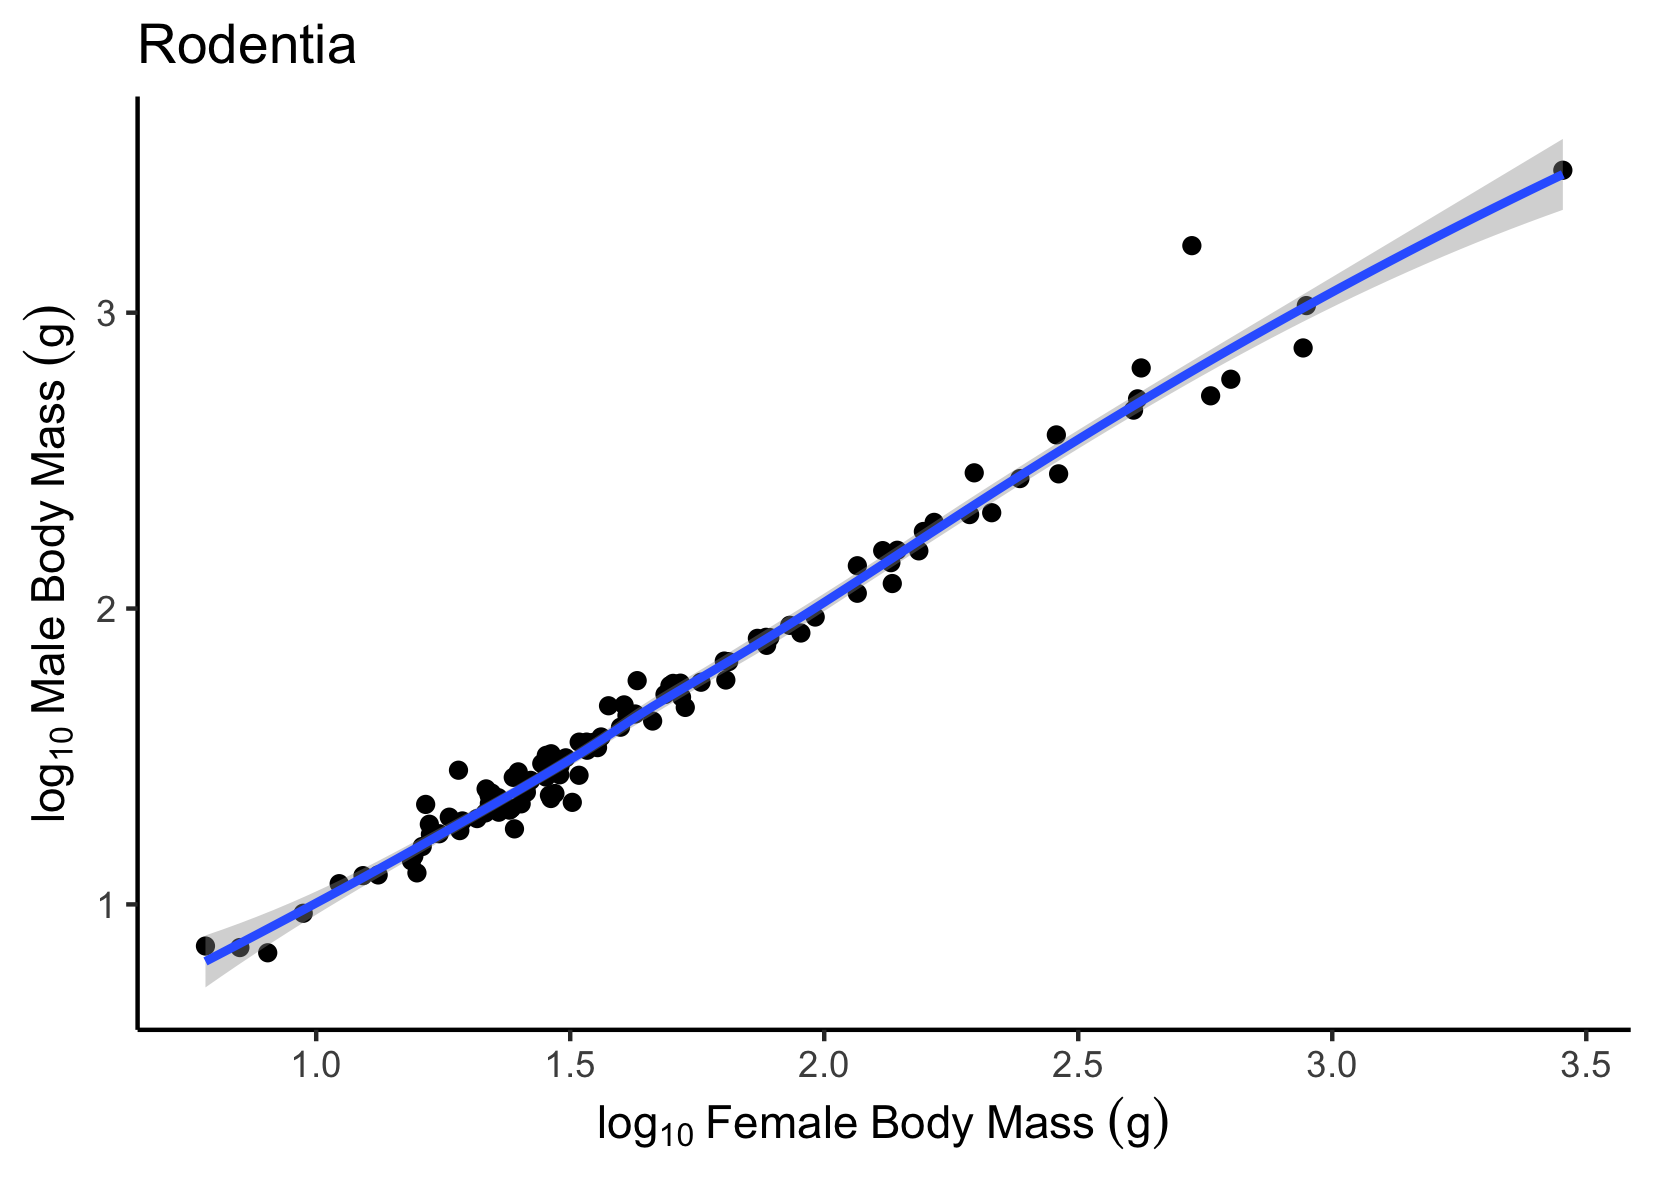 Rodentia
log₁₀ Male Body Mass (g)
3
2
1
1.0 1.5 2.0 2.5 3.0 3.5
log₁₀ Female Body Mass (g)